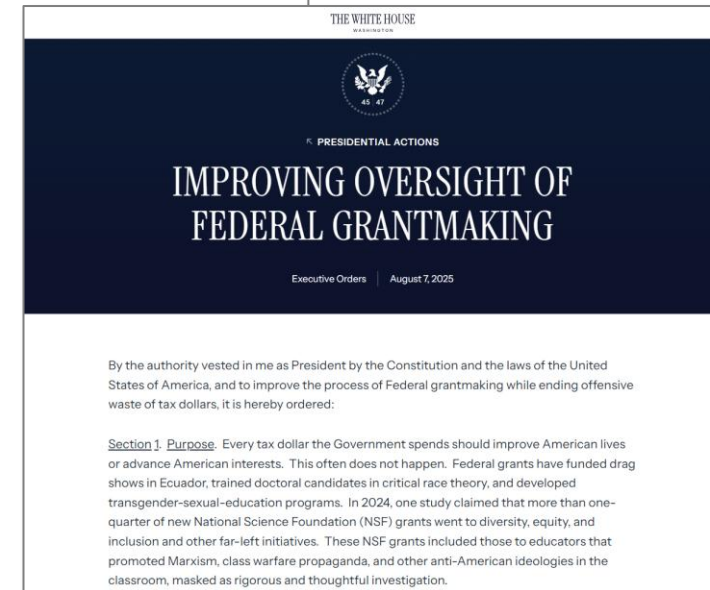 THE WHITE HOUSE
WASHINGTON
45 47
PRESIDENTIAL ACTIONS
IMPROVING OVERSIGHT OF
FEDERAL GRANTMAKING
Executive Orders | August 7, 2025
By the authority vested in me as President by the Constitution and the laws of the United
States of America, and to improve the process of Federal grantmaking while ending offensive
waste of tax dollars, it is hereby ordered:
Section 1. Purpose. Every tax dollar the Government spends should improve American lives
or advance American interests. This often does not happen. Federal grants have funded drag
shows in Ecuador, trained doctoral candidates in critical race theory, and developed
transgender-sexual-education programs. In 2024, one study claimed that more than one-
quarter of new National Science Foundation (NSF) grants went to diversity, equity, and
inclusion and other far-left initiatives. These NSF grants included those to educators that
promoted Marxism, class warfare propaganda, and other anti-American ideologies in the
classroom, masked as rigorous and thoughtful investigation.